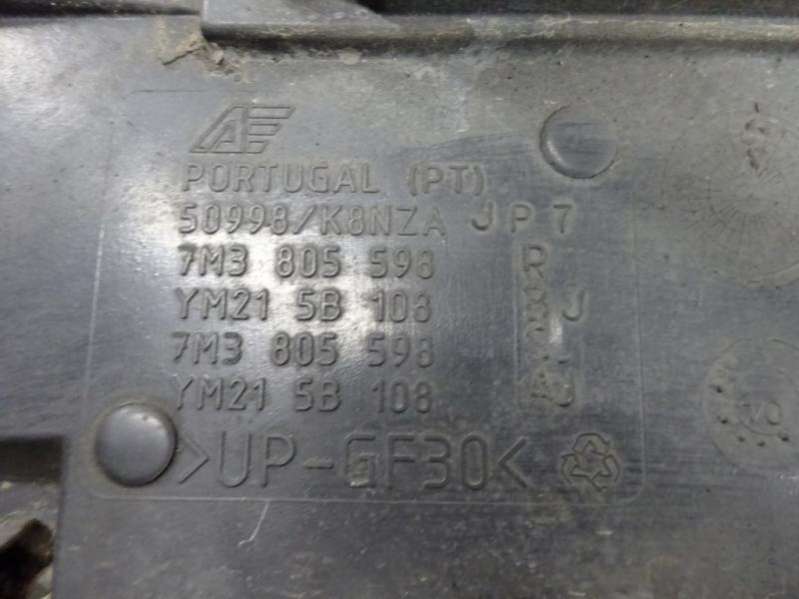 AE
PORTUGAL (PT)
50998/K8NZA JP7
7M3 805 598
YM21 5B 108
7M3 805 598
YM21 5B 108
>UP-GF30<